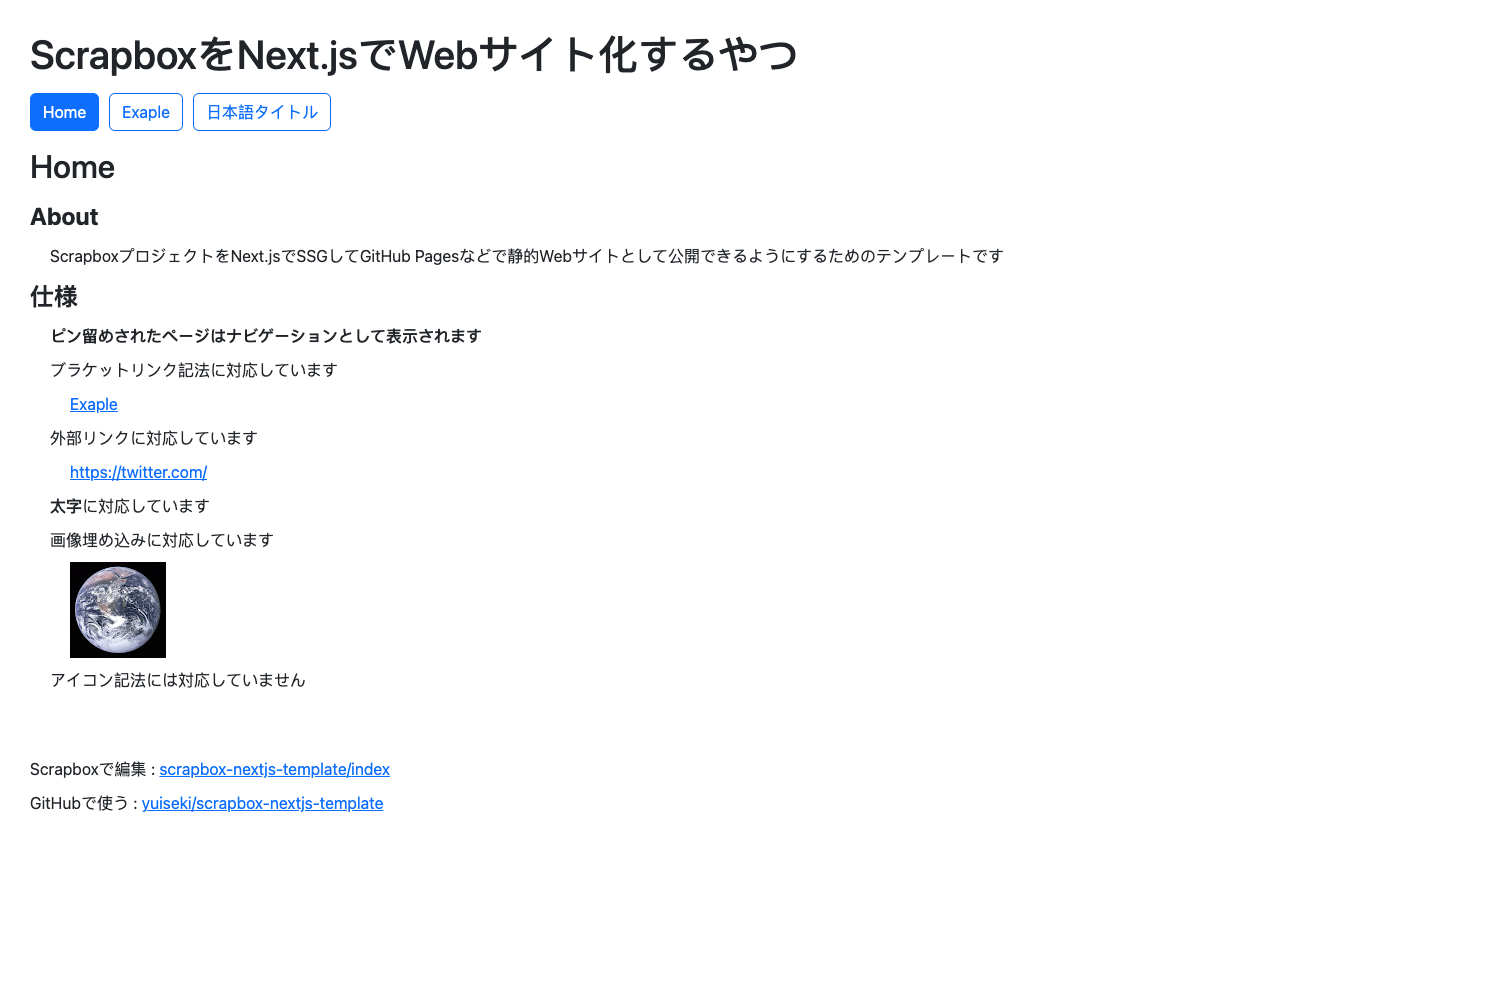 ScrapboxをNext.jsでWebサイト化するやつ
Home Exaple 日本語タイトル
Home
About
ScrapboxプロジェクトをNext.jsでSSGしてGitHub Pagesなどで静的Webサイトとして公開できるようにするためのテンプレートです
仕様
ピン留めされたページはナビゲーションとして表示されます
ブラケットリンク記法に対応しています
Exaple
外部リンクに対応しています
https://twitter.com/
太字に対応しています
画像埋め込みに対応しています
アイコン記法には対応していません
Scrapboxで編集 : scrapbox-nextjs-template/index
GitHubで使う : yuiseki/scrapbox-nextjs-template